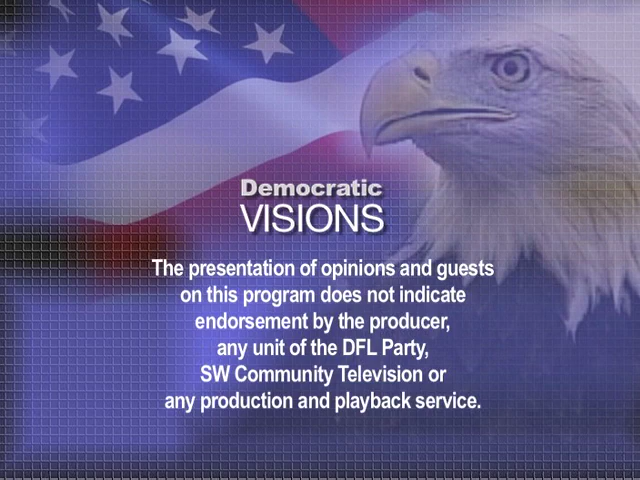 Democratic
VISIONS
The presentation of opinions and guests
on this program does not indicate
endorsement by the producer,
any unit of the DFL Party,
SW Community Television or
any production and playback service.